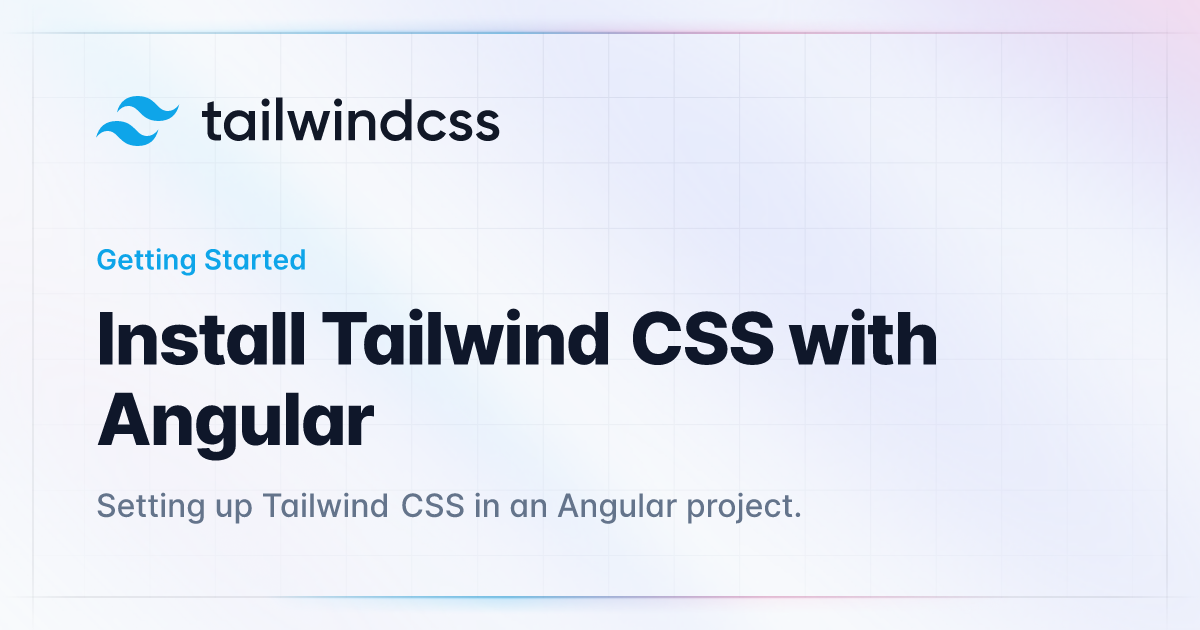 tailwindcss
Getting Started
Install Tailwind CSS with
Angular
Setting up Tailwind CSS in an Angular project.